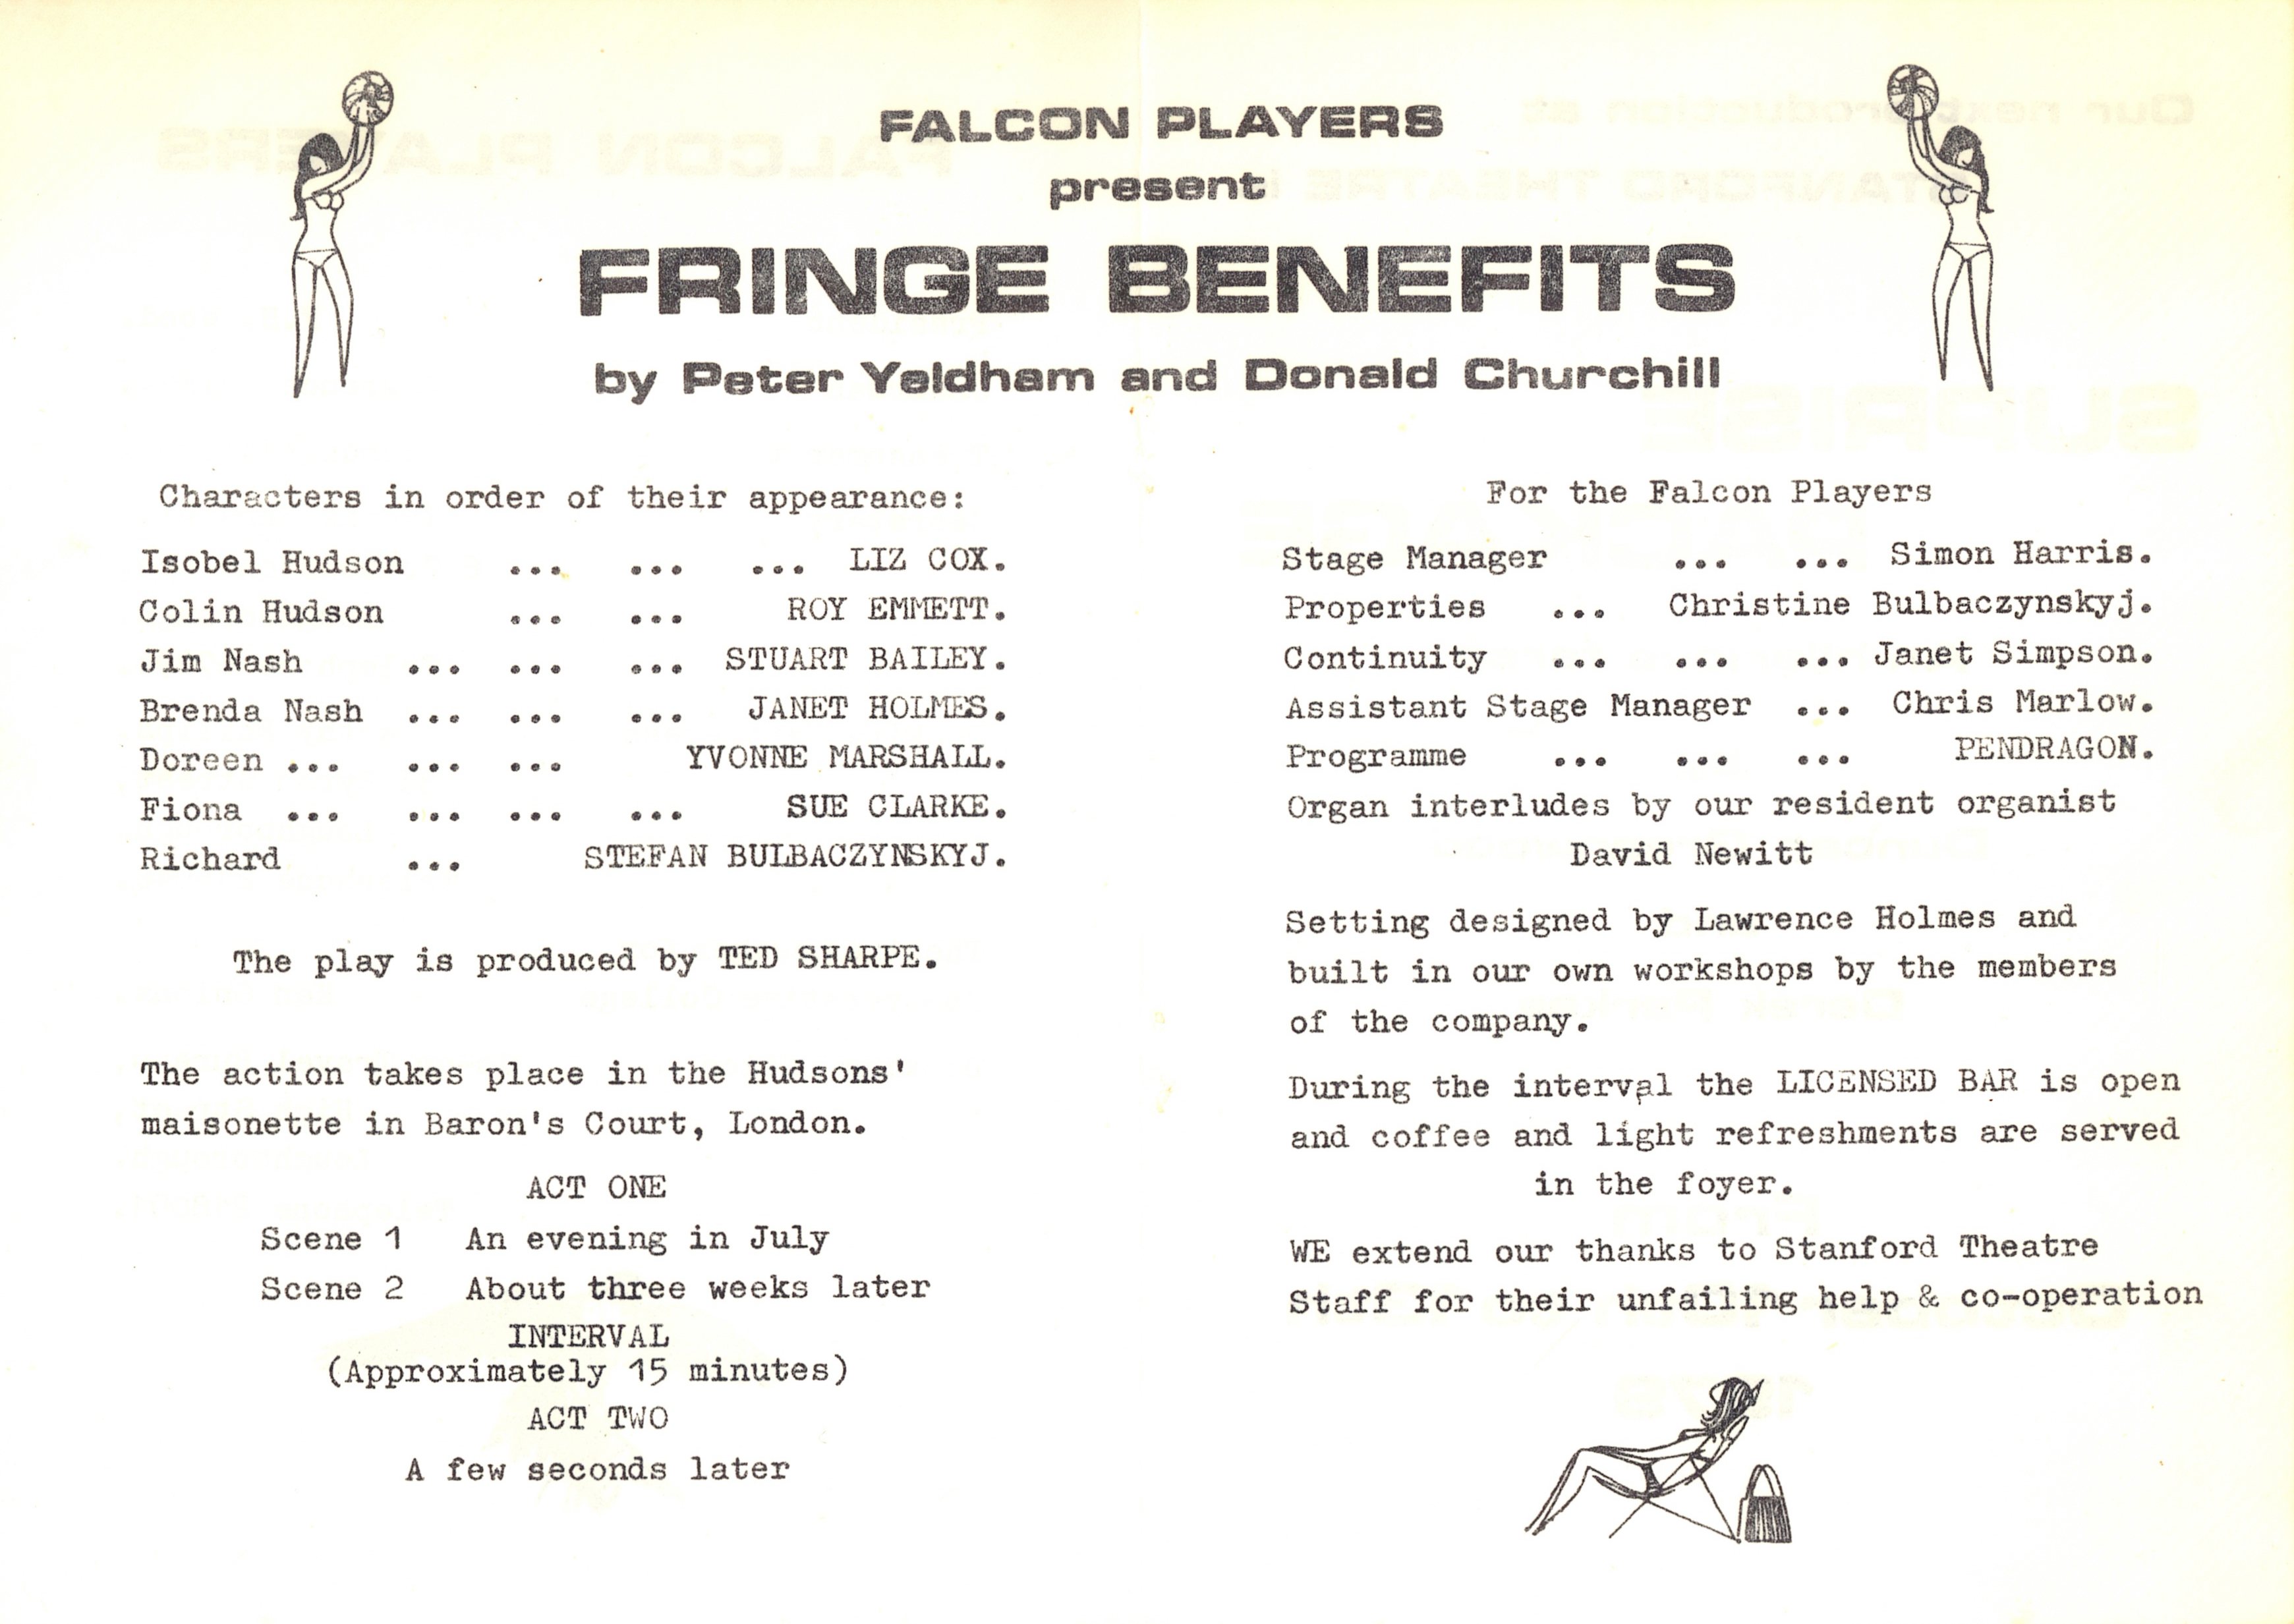 FALCON PLAYERS
present
FRINGE BENEFITS
by Peter Yeldham and Donald Churchill
Characters in order of their appearance:
Isobel Hudson ... ... ... LIZ COX.
Colin Hudson ... ... ROY EMMETT.
Jim Nash ... ... ... STUART BAILEY.
Brenda Nash ... ... ... JANET HOLMES.
Doreen ... ... ... YVONNE MARSHALL.
Fiona ... ... ... ... SUE CLARKE.
Richard ... STEFAN BULBACZYNSKYJ.
The play is produced by TED SHARPE.
The action takes place in the Hudsons'
maisonette in Baron's Court, London.
ACT ONE
Scene 1 An evening in July
Scene 2 About three weeks later
INTERVAL
(Approximately 15 minutes)
ACT TWO
A few seconds later
For the Falcon Players
Stage Manager ... ... Simon Harris.
Properties ... Christine Bulbaczynskyj.
Continuity ... ... ... Janet Simpson.
Assistant Stage Manager ... Chris Marlow.
Programme ... ... ... PENDRAGON.
Organ interludes by our resident organist
David Newitt
Setting designed by Lawrence Holmes and
built in our own workshops by the members
of the company.
During the interval the LICENSED BAR is open
and coffee and light refreshments are served
in the foyer.
WE extend our thanks to Stanford Theatre
Staff for their unfailing help & co-operation